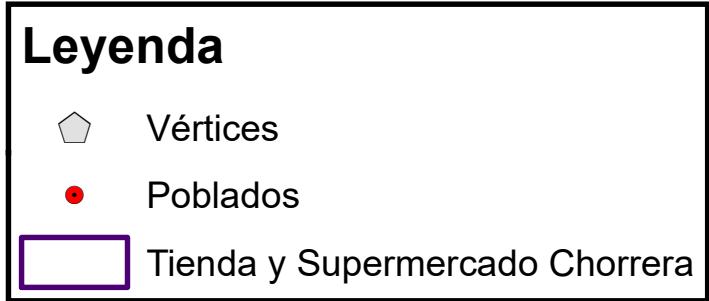 Leyenda
Vértices
Poblados
Tienda y Supermercado Chorrera